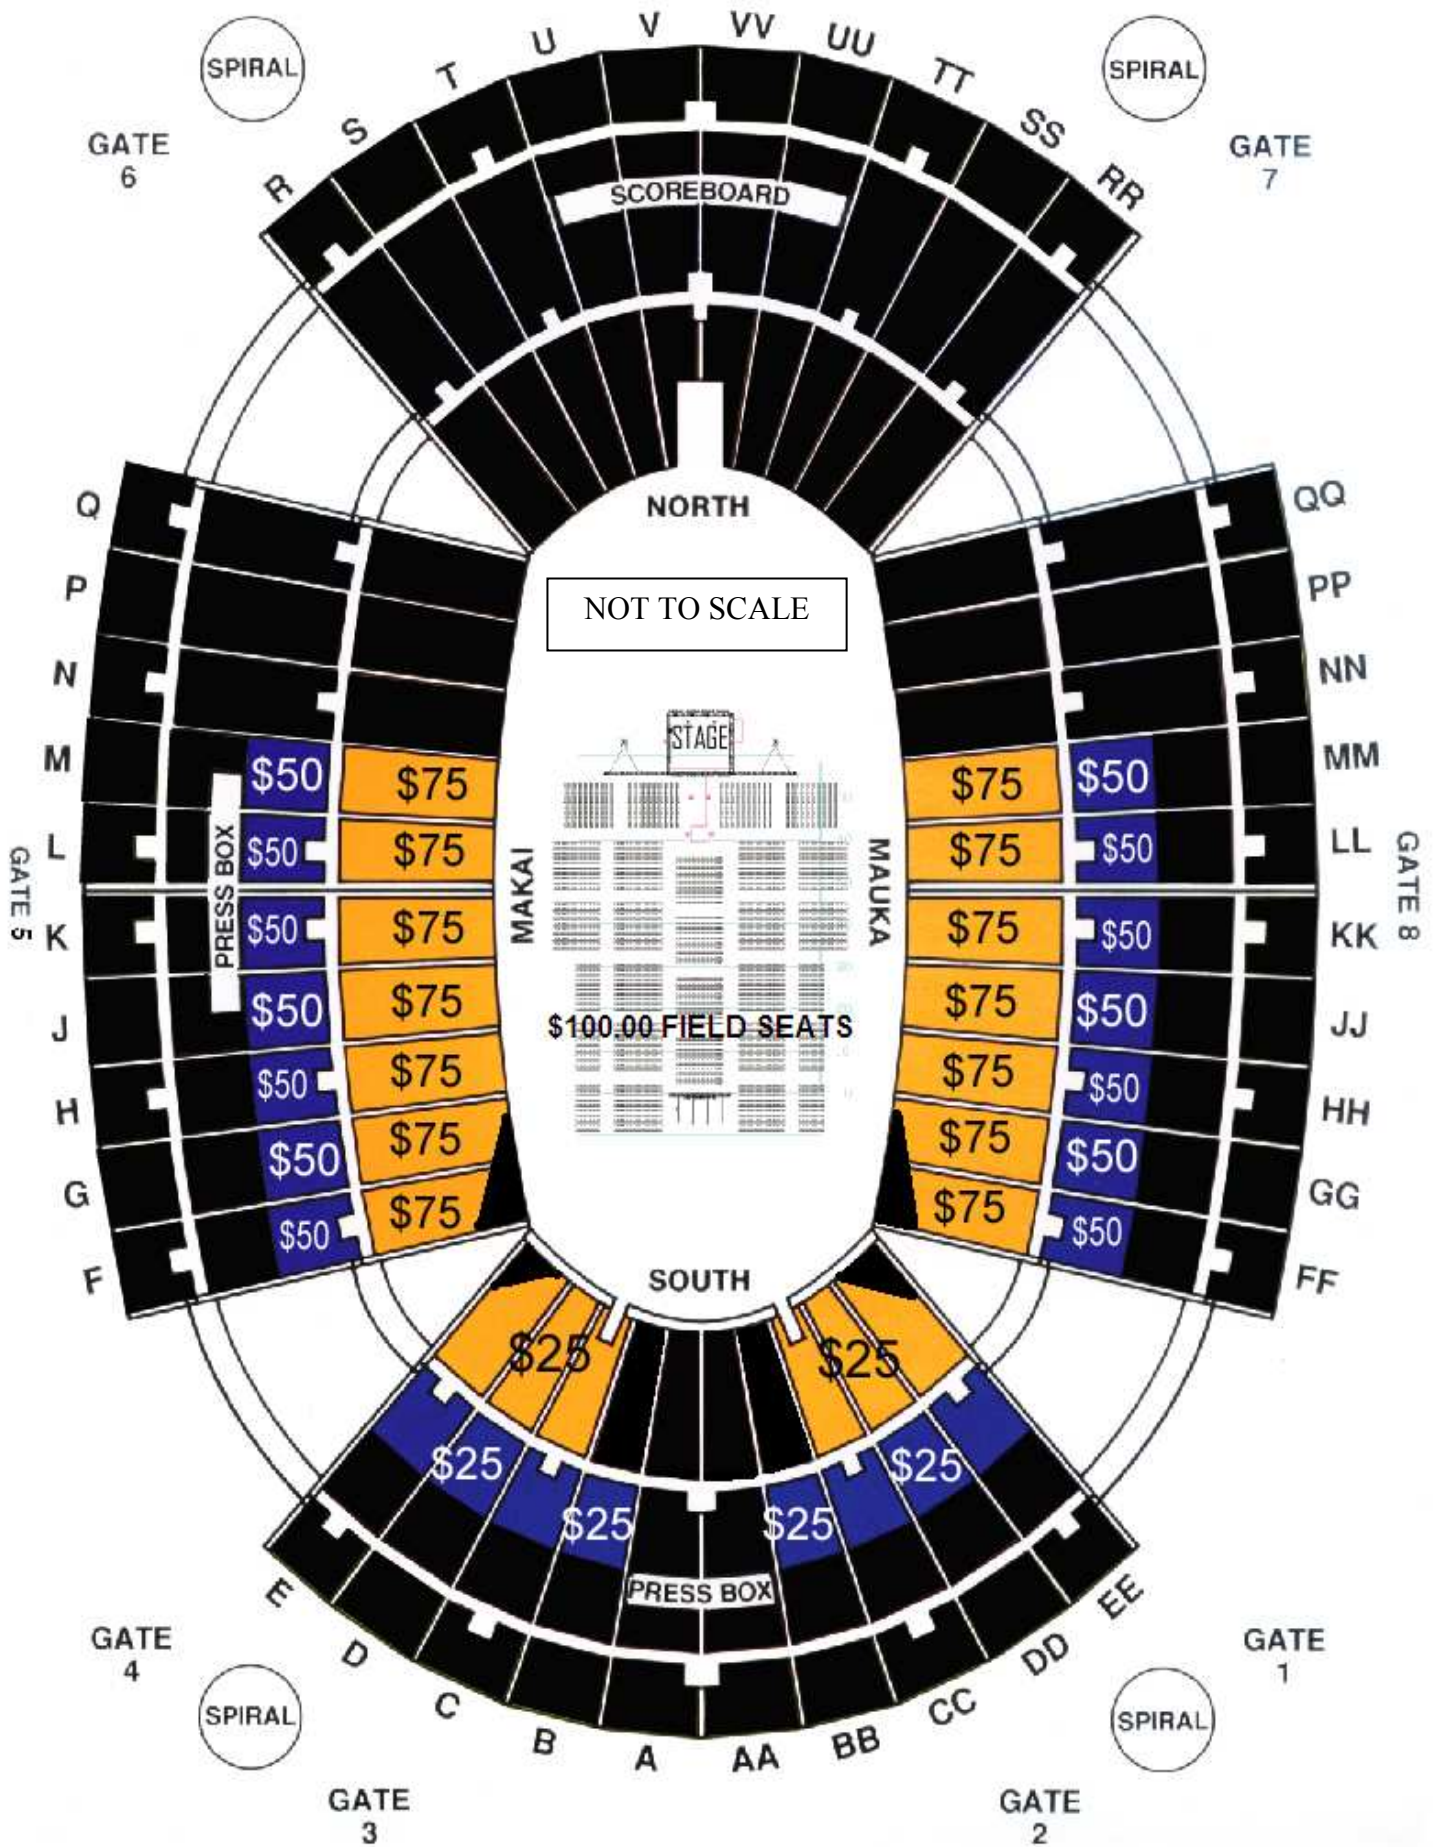 V
VV
U
UU
T
TT
SPIRAL
SPIRAL
S
SS
GATE
6
GATE
7
R
RR
SCOREBOARD
Q
QQ
NORTH
P
PP
NOT TO SCALE
N
NN
STAGE
M
$50
$75
$75
$50
MM
GATE 5
L
PRESS BOX
$50
$75
MAKAI
MAUKA
$75
$50
LL
GATE 8
K
$50
$75
$75
$50
KK
J
$50
$75
$100.00 FIELD SEATS
$75
$50
JJ
H
$50
$75
$75
$50
HH
G
$50
$75
$75
$50
GG
F
$50
$75
$75
$50
FF
SOUTH
$25
$25
$25
$25
$25
$25
PRESS BOX
E
EE
GATE
4
GATE
1
D
DD
SPIRAL
SPIRAL
C
CC
B
BB
A
AA
GATE
3
GATE
2